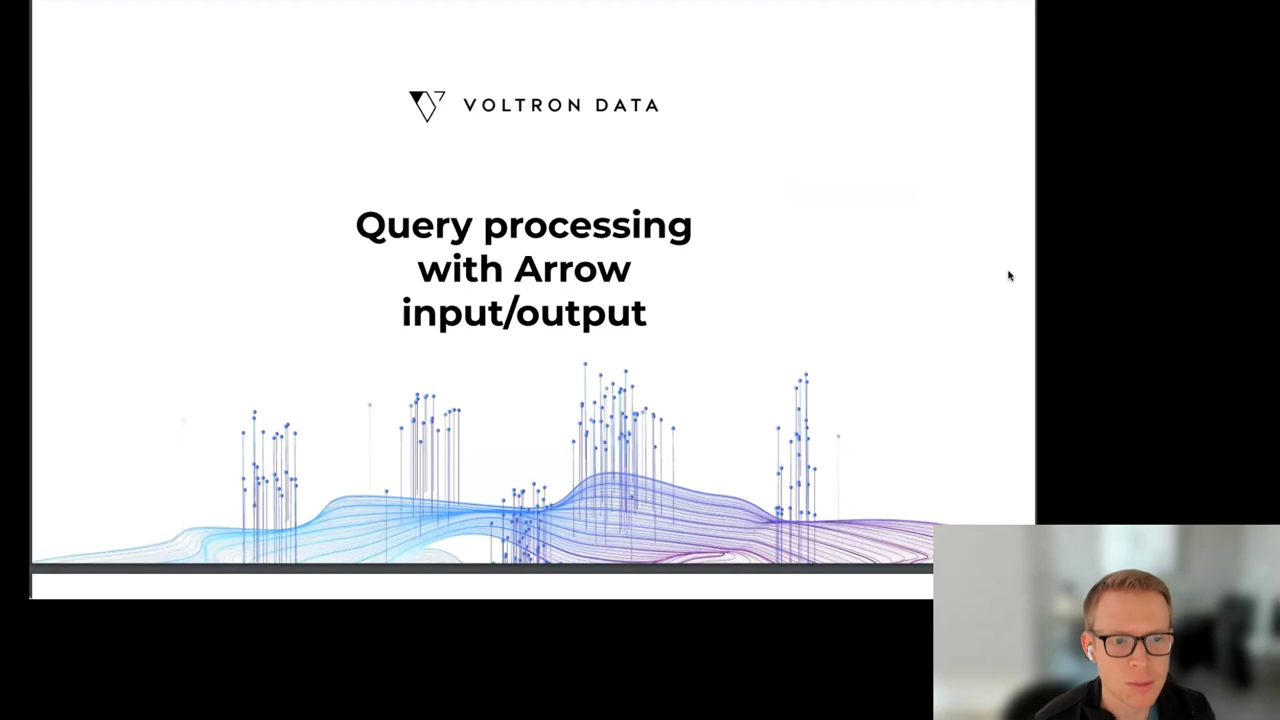 VOLTRON DATA
Query processing
with Arrow
input/output